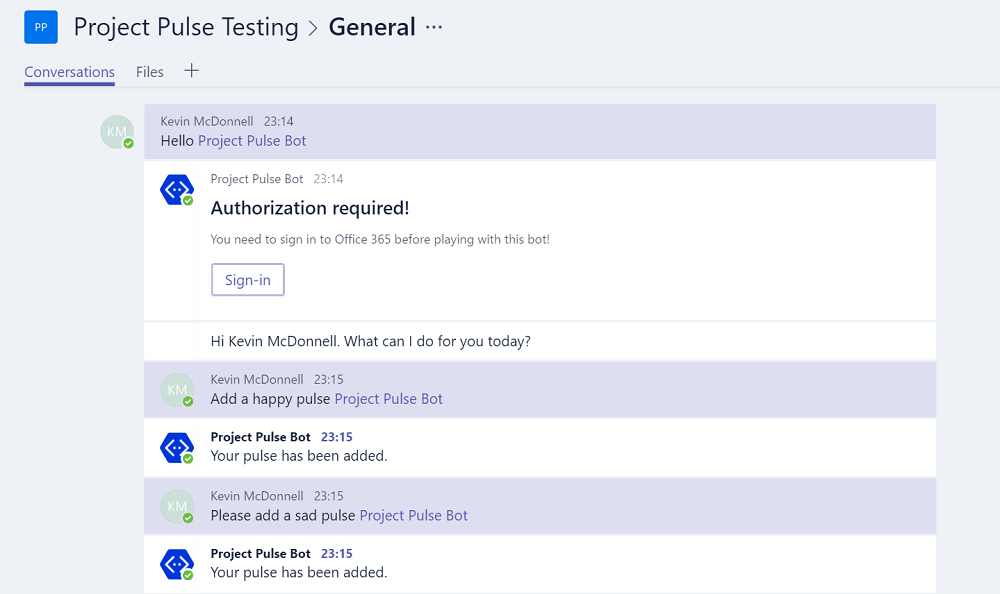 PP Project Pulse Testing > General ···
Conversations Files +
KM Kevin McDonnell 23:14
Hello Project Pulse Bot
Project Pulse Bot 23:14
Authorization required!
You need to sign in to Office 365 before playing with this bot!
Sign-in
Hi Kevin McDonnell. What can I do for you today?
KM Kevin McDonnell 23:15
Add a happy pulse Project Pulse Bot
Project Pulse Bot 23:15
Your pulse has been added.
KM Kevin McDonnell 23:15
Please add a sad pulse Project Pulse Bot
Project Pulse Bot 23:15
Your pulse has been added.